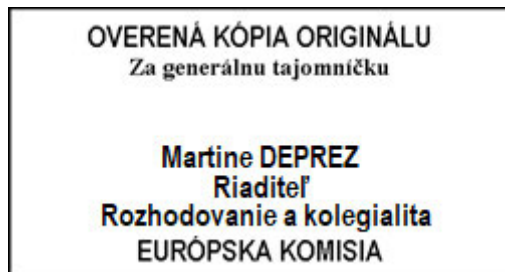 OVERENÁ KÓPIA ORIGINÁLU
Za generálnu tajomníčku
Martine DEPREZ
Riaditeľ
Rozhodovanie a kolegialita
EURÓPSKA KOMISIA